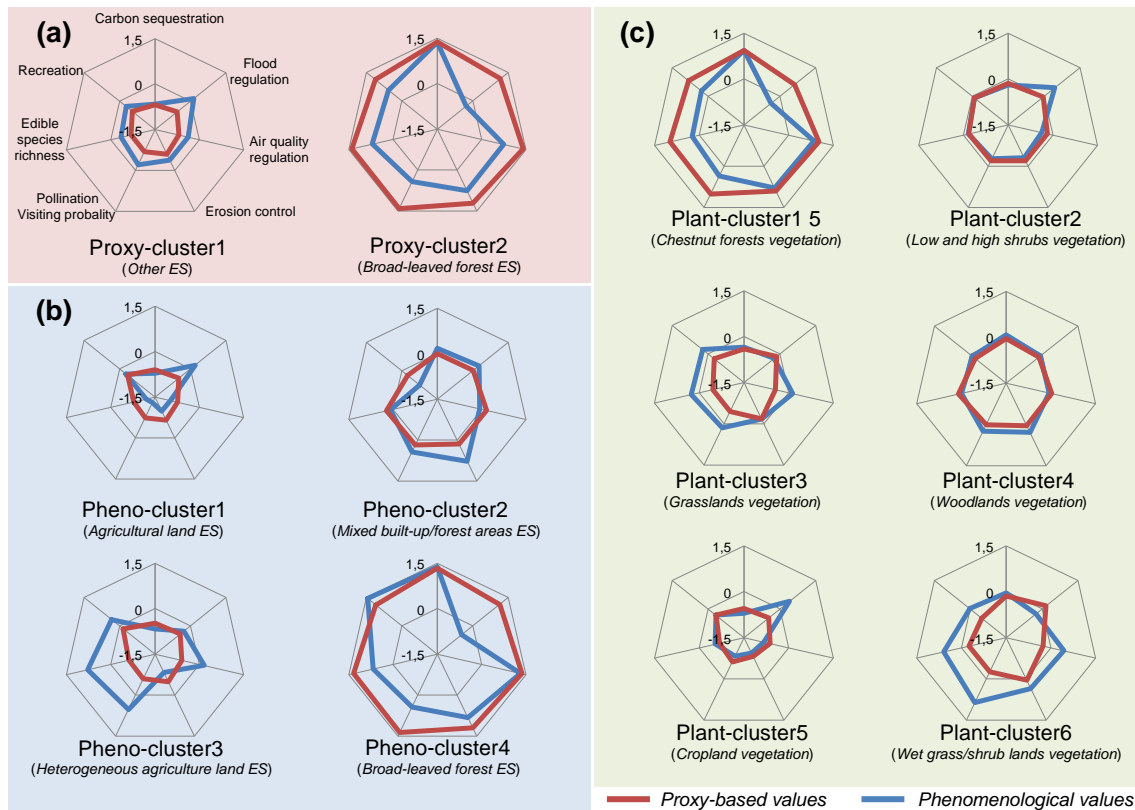 (a)
Carbon sequestration
1,5
0
-1,5
Flood
regulation
Recreation
Edible
species
richness
Air quality
regulation
Pollination
Visiting probality
Erosion control
Proxy-cluster1
(Other ES)
1,5
0
-1,5
Proxy-cluster2
(Broad-leaved forest ES)
(b)
1,5
0
-1,5
Pheno-cluster1
(Agricultural land ES)
1,5
0
-1,5
Pheno-cluster2
(Mixed built-up/forest areas ES)
1,5
0
-1,5
Pheno-cluster3
(Heterogeneous agriculture land ES)
1,5
0
-1,5
Pheno-cluster4
(Broad-leaved forest ES)
(c)
1,5
0
-1,5
Plant-cluster1 5
(Chestnut forests vegetation)
1,5
0
-1,5
Plant-cluster2
(Low and high shrubs vegetation)
1,5
0
-1,5
Plant-cluster3
(Grasslands vegetation)
1,5
0
-1,5
Plant-cluster4
(Woodlands vegetation)
1,5
0
-1,5
Plant-cluster5
(Cropland vegetation)
1,5
0
-1,5
Plant-cluster6
(Wet grass/shrub lands vegetation)
Proxy-based values
Phenomenological values